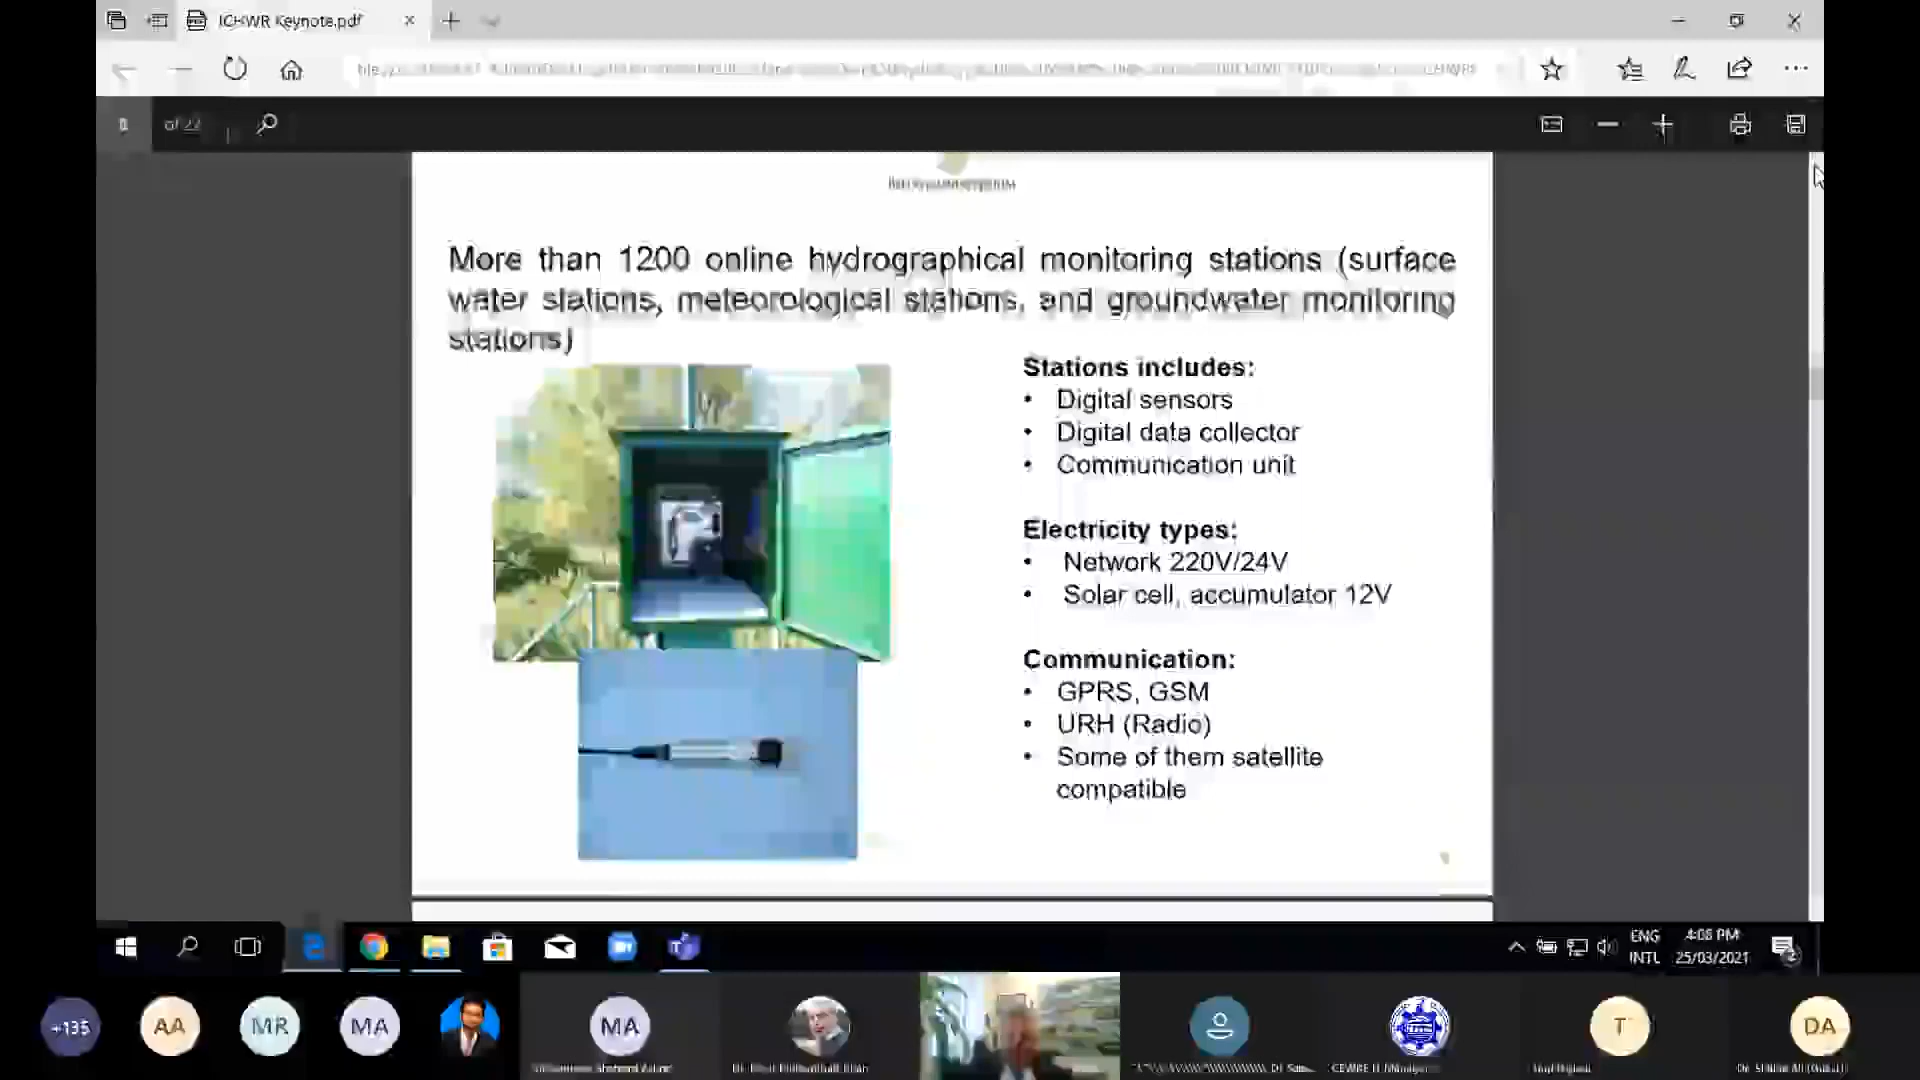 ICHWR Keynote.pdf
of 22
More than 1200 online hydrographical monitoring stations (surface
water stations, meteorological stations, and groundwater monitoring
stations)
Stations includes:
• Digital sensors
• Digital data collector
• Communication unit
Electricity types:
• Network 220V/24V
• Solar cell, accumulator 12V
Communication:
• GPRS, GSM
• URH (Radio)
• Some of them satellite
compatible
ENG
INTL
4:08 PM
25/03/2021
+135
AA
MR
MA
MA
T
DA